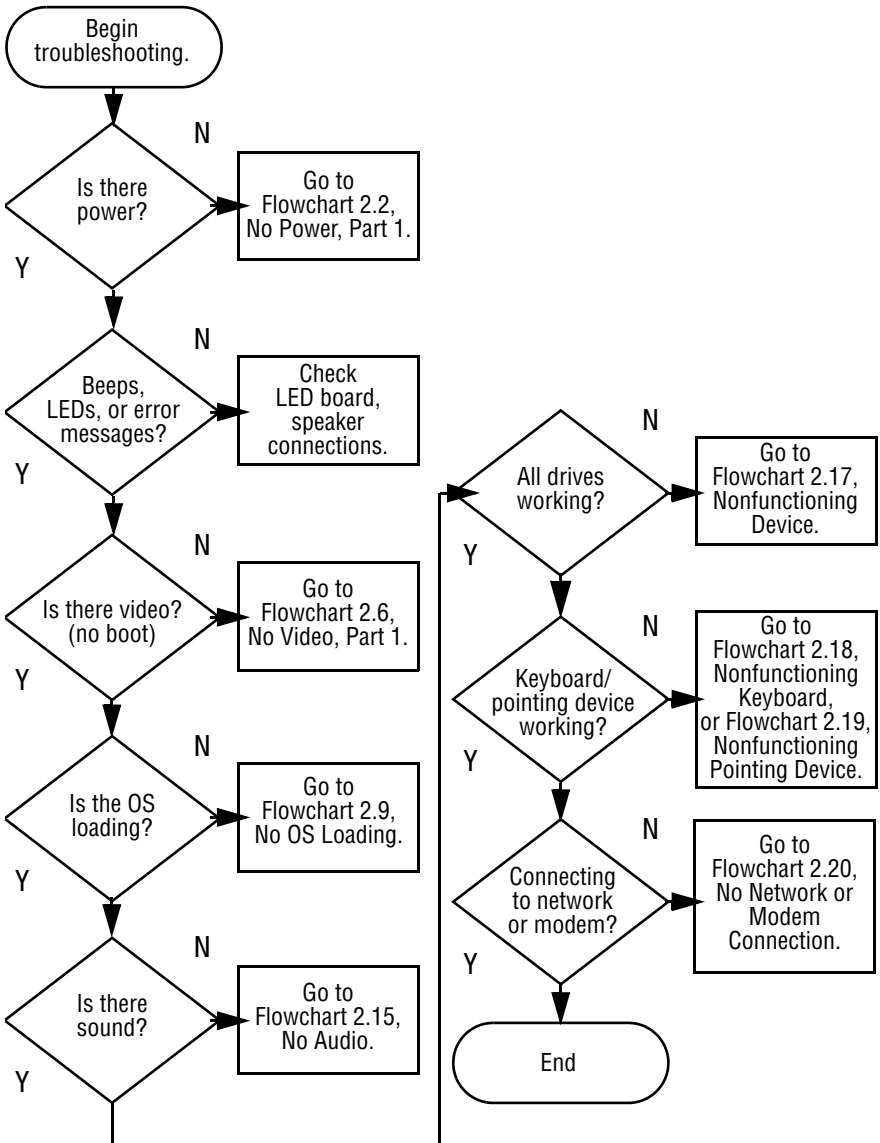 Begin
troubleshooting.
N
Is there
power?
Go to
Flowchart 2.2,
No Power, Part 1.
Y
N
Beeps,
LEDs, or error
messages?
Check
LED board,
speaker
connections.
Y
N
Is there video?
(no boot)
Go to
Flowchart 2.6,
No Video, Part 1.
Y
N
Is the OS
loading?
Go to
Flowchart 2.9,
No OS Loading.
Y
N
Is there
sound?
Go to
Flowchart 2.15,
No Audio.
Y
N
All drives
working?
Go to
Flowchart 2.17,
Nonfunctioning
Device.
Y
N
Keyboard/
pointing device
working?
Go to
Flowchart 2.18,
Nonfunctioning
Keyboard,
or Flowchart 2.19,
Nonfunctioning
Pointing Device.
Y
N
Connecting
to network
or modem?
Go to
Flowchart 2.20,
No Network or
Modem
Connection.
Y
End